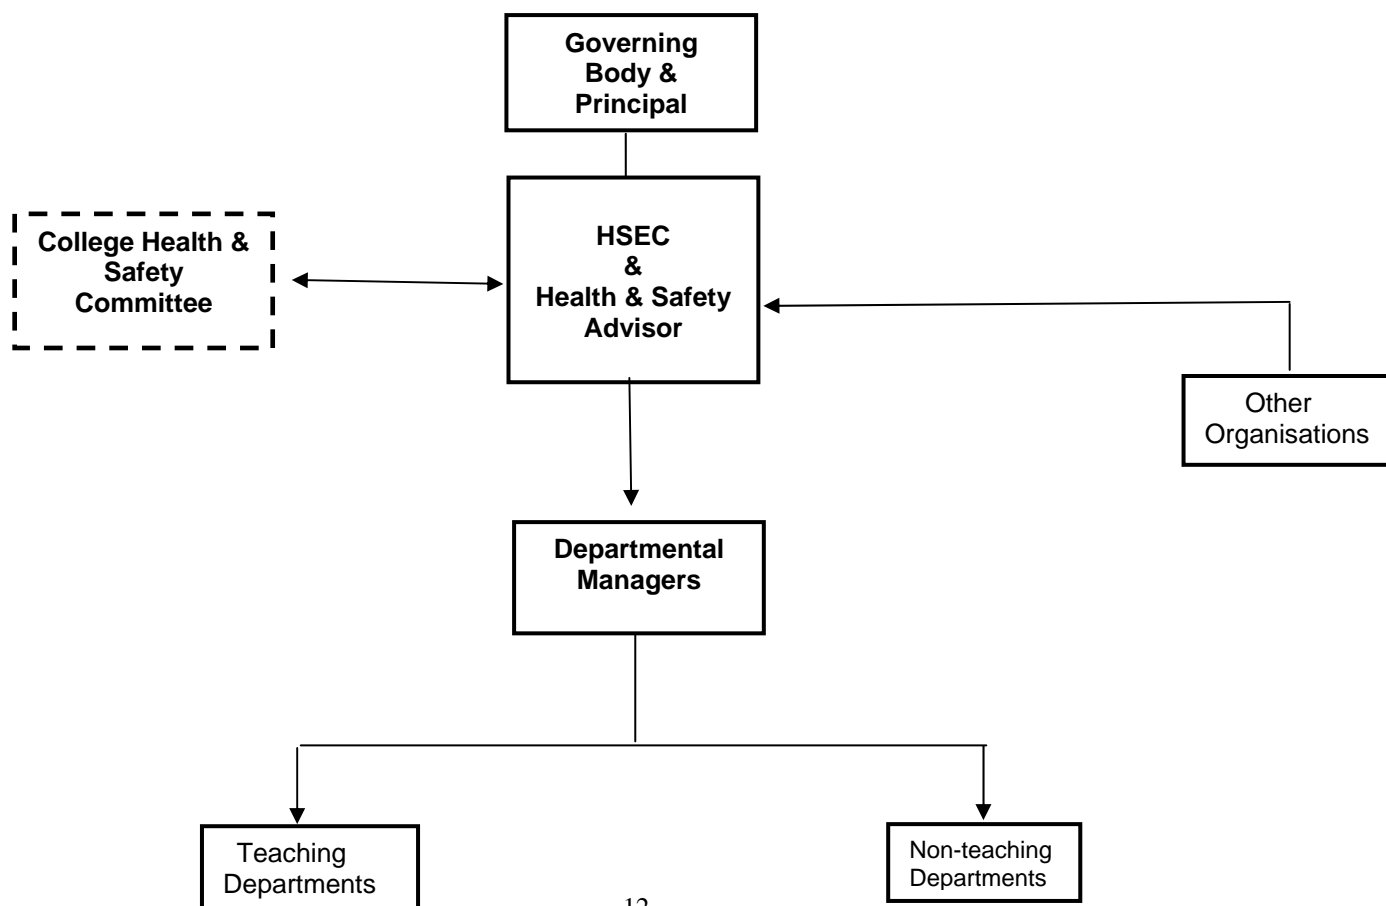 Governing
Body &
Principal
College Health &
Safety
Committee
HSEC
&
Health & Safety
Advisor
Other
Organisations
Departmental
Managers
Teaching
Departments
Non-teaching
Departments
12